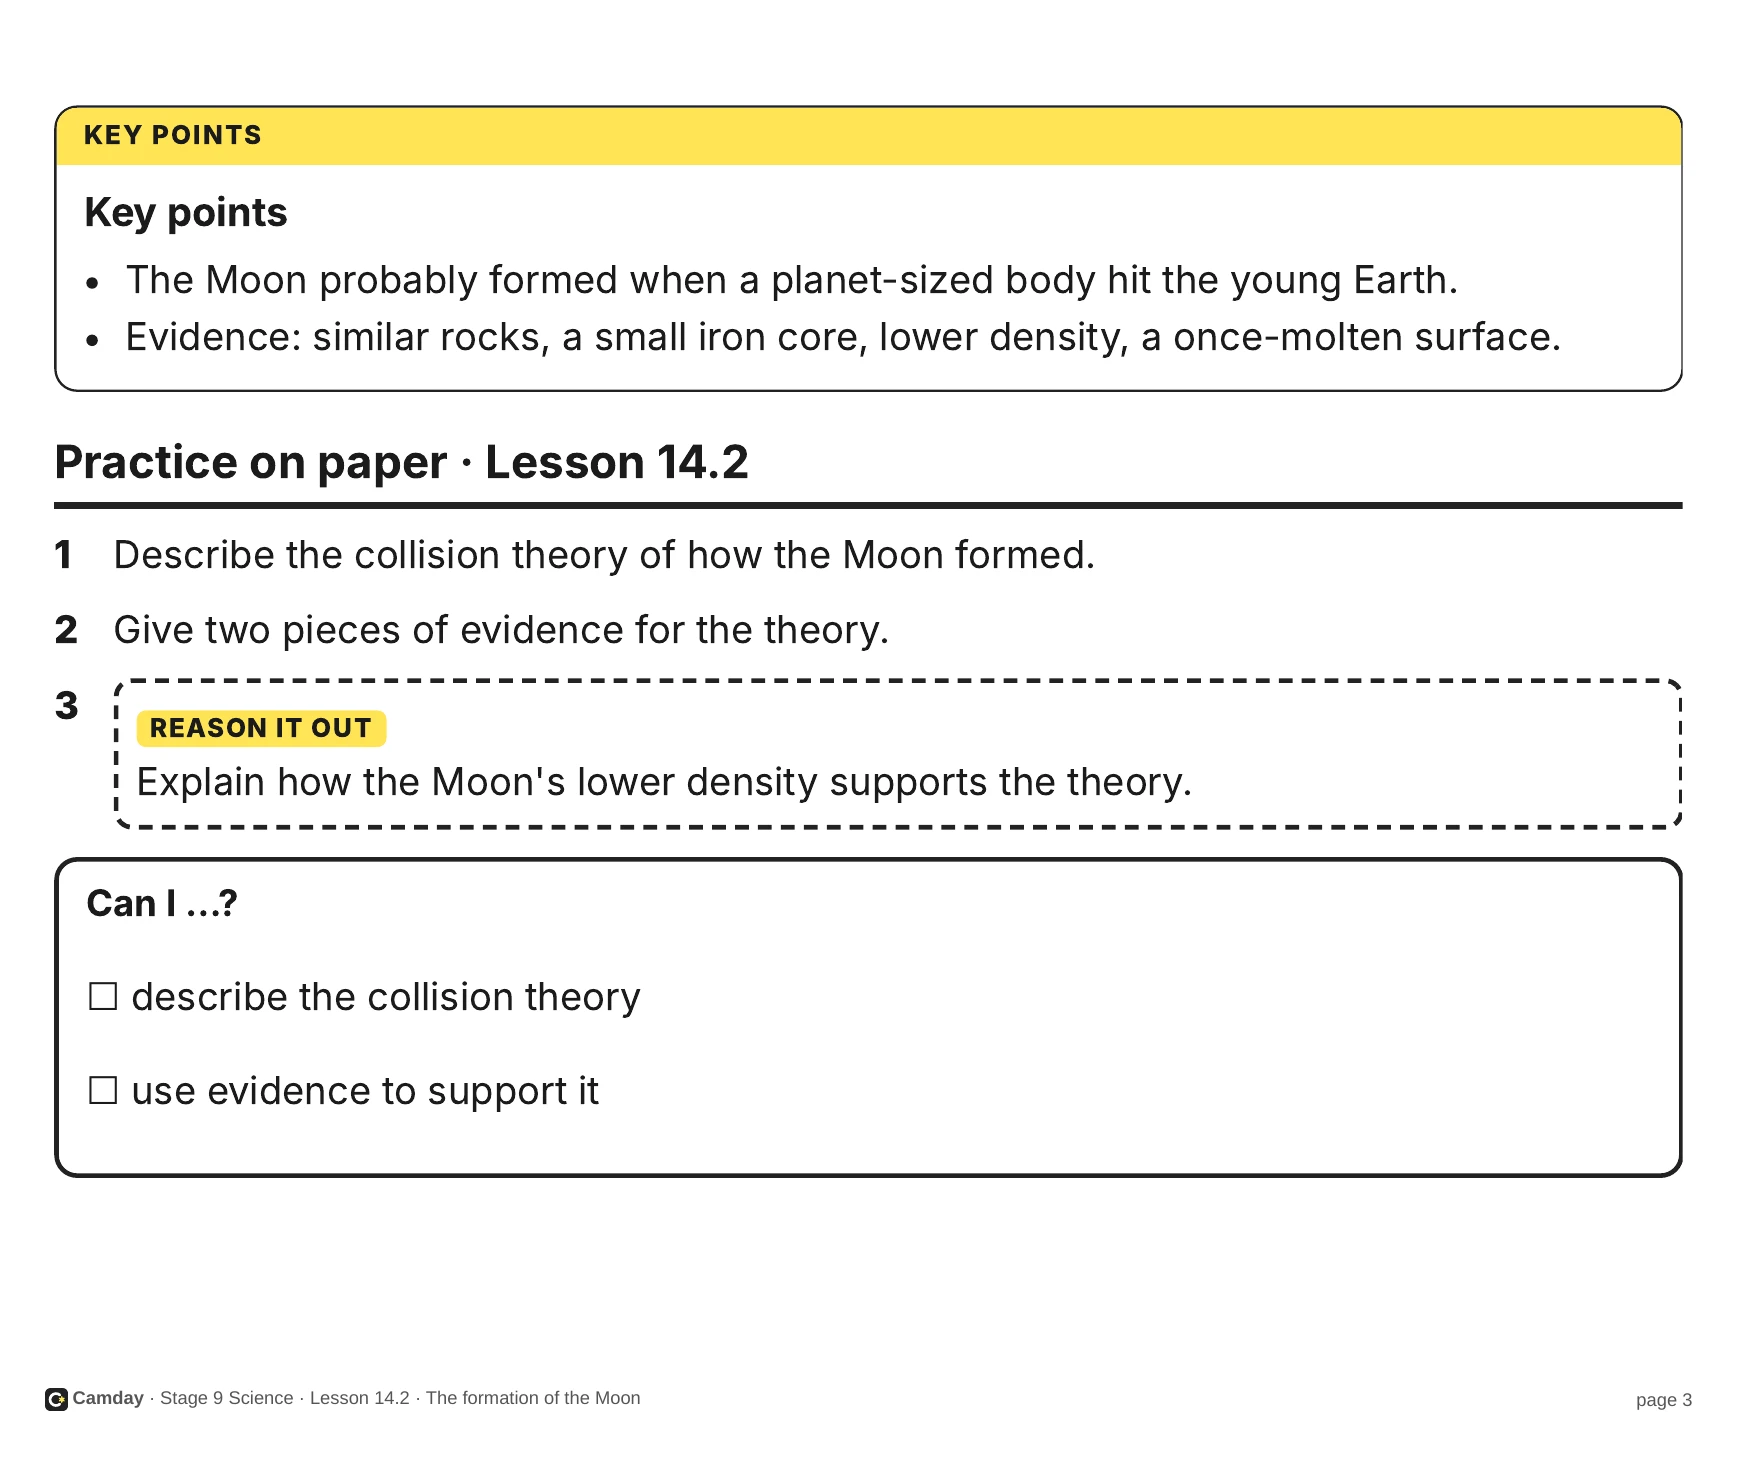 KEY POINTS
Key points
• The Moon probably formed when a planet-sized body hit the young Earth.
• Evidence: similar rocks, a small iron core, lower density, a once-molten surface.
Practice on paper · Lesson 14.2
1 Describe the collision theory of how the Moon formed.
2 Give two pieces of evidence for the theory.
3
REASON IT OUT
Explain how the Moon's lower density supports the theory.
Can I …?
☐ describe the collision theory
☐ use evidence to support it
Camday · Stage 9 Science · Lesson 14.2 · The formation of the Moon page 3